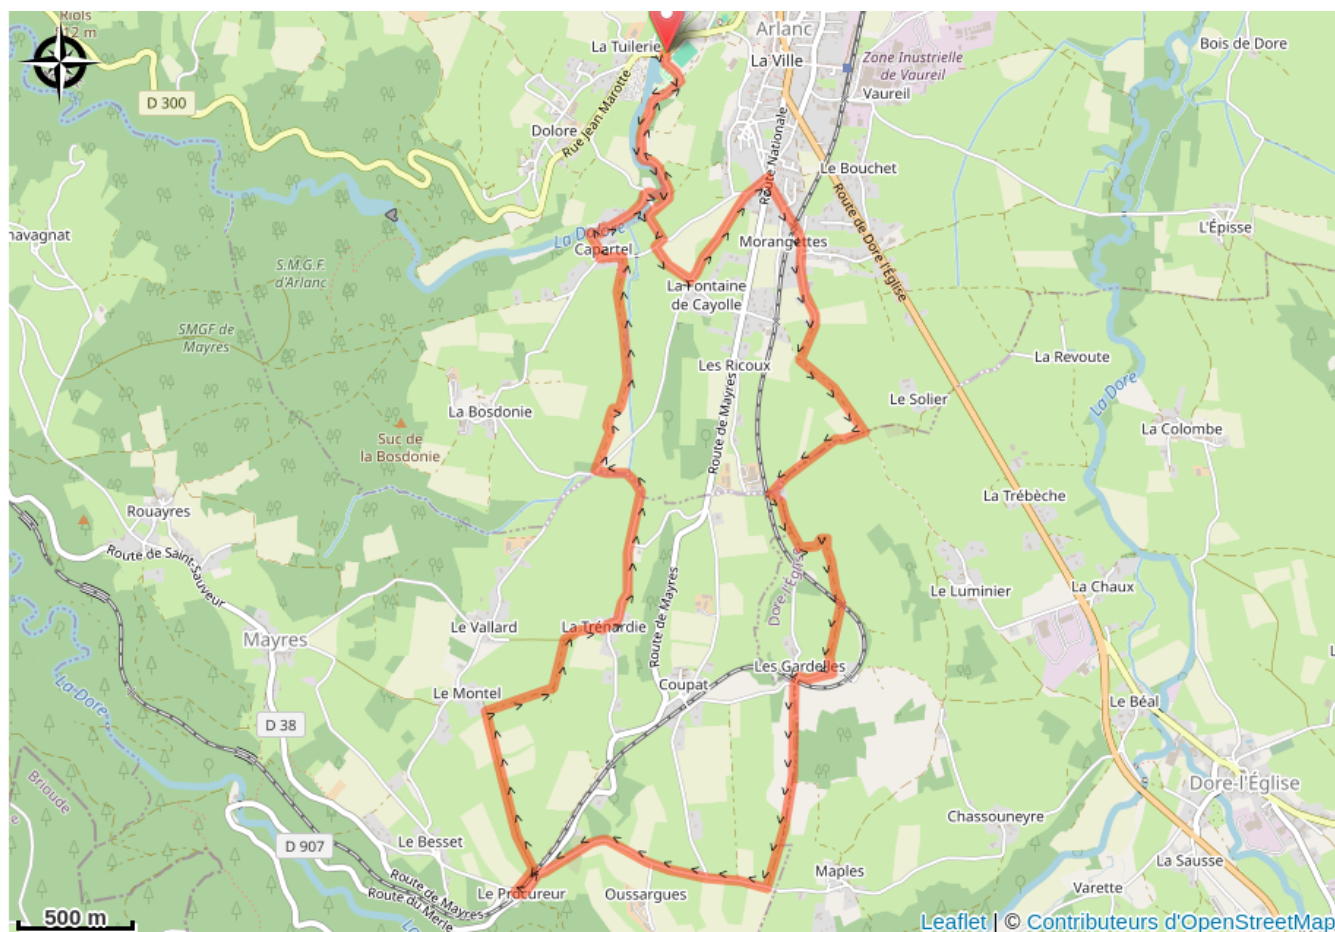 Riols
12 m
Arlanc
La Tuilerie
La Ville
Bois de Dore
Zone Inustrielle
de Vaureil
Vaureil
D 300
Rue Jean Marotte
Dolore
Route Nationale
Le Bouchet
Route de Dore l'Église
L'Épisse
navagnat
La Dolore
Capartel
Morangettes
S.M.G.F.
d'Arlanc
La Fontaine
de Cayolle
SMGF de
Mayres
La Revoute
Les Ricoux
Route de Mayres
La Dore
Le Solier
La Bosdonie
Suc de
la Bosdonie
La Colombe
La Trébèche
Rouayres
Route de Saint-Sauveur
Dore-l'Église
Le Luminier
La Chaux
Route de Mayres
Mayres
Le Vallard
La Trénardie
Les Gardelles
Coupat
Le Montel
La Dore
D 38
Le Béal
Brioude
Dore-l'Église
Chassouneyre
D 907
Le Besset
La Sausse
Route de Mayres
Route du Merle
Le Procureur
Oussargues
Maples
Varette
500 m
Leaflet | © Contributeurs d'OpenStreetMap